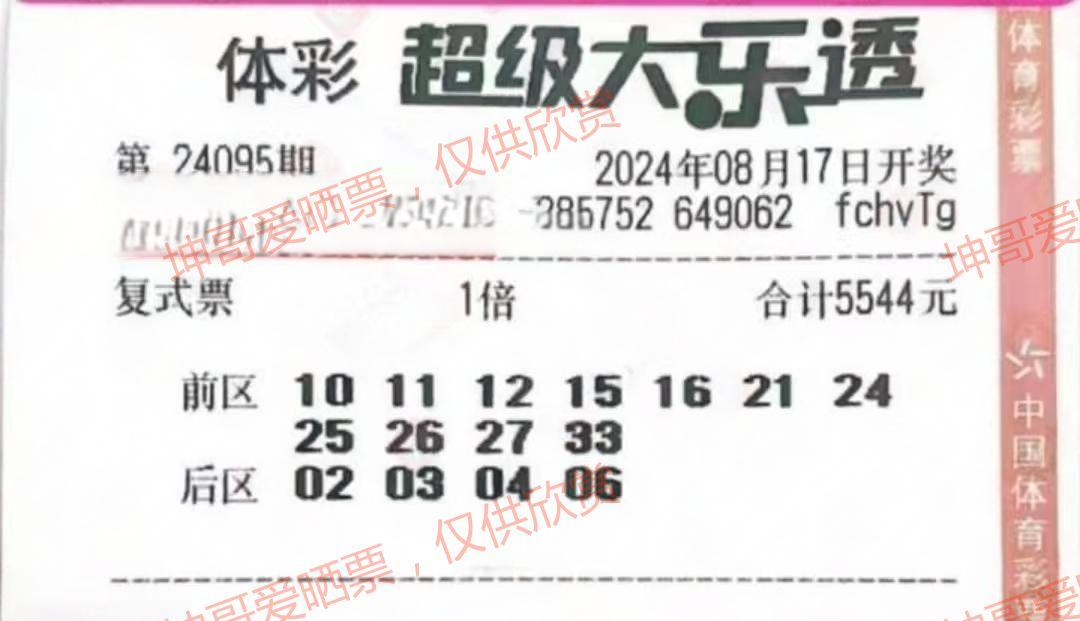 体彩 超级大乐透
第 24095期 2024年08月17日开奖
885752 649062 fchvTg
复式票 1倍 合计5544元
前区 10 11 12 15 16 21 24
25 26 27 33
后区 02 03 04 06
坤哥爱晒票，仅供欣赏
坤哥爱晒票，仅供欣赏
坤哥爱
坤哥爱
体育彩票
中国体育彩票